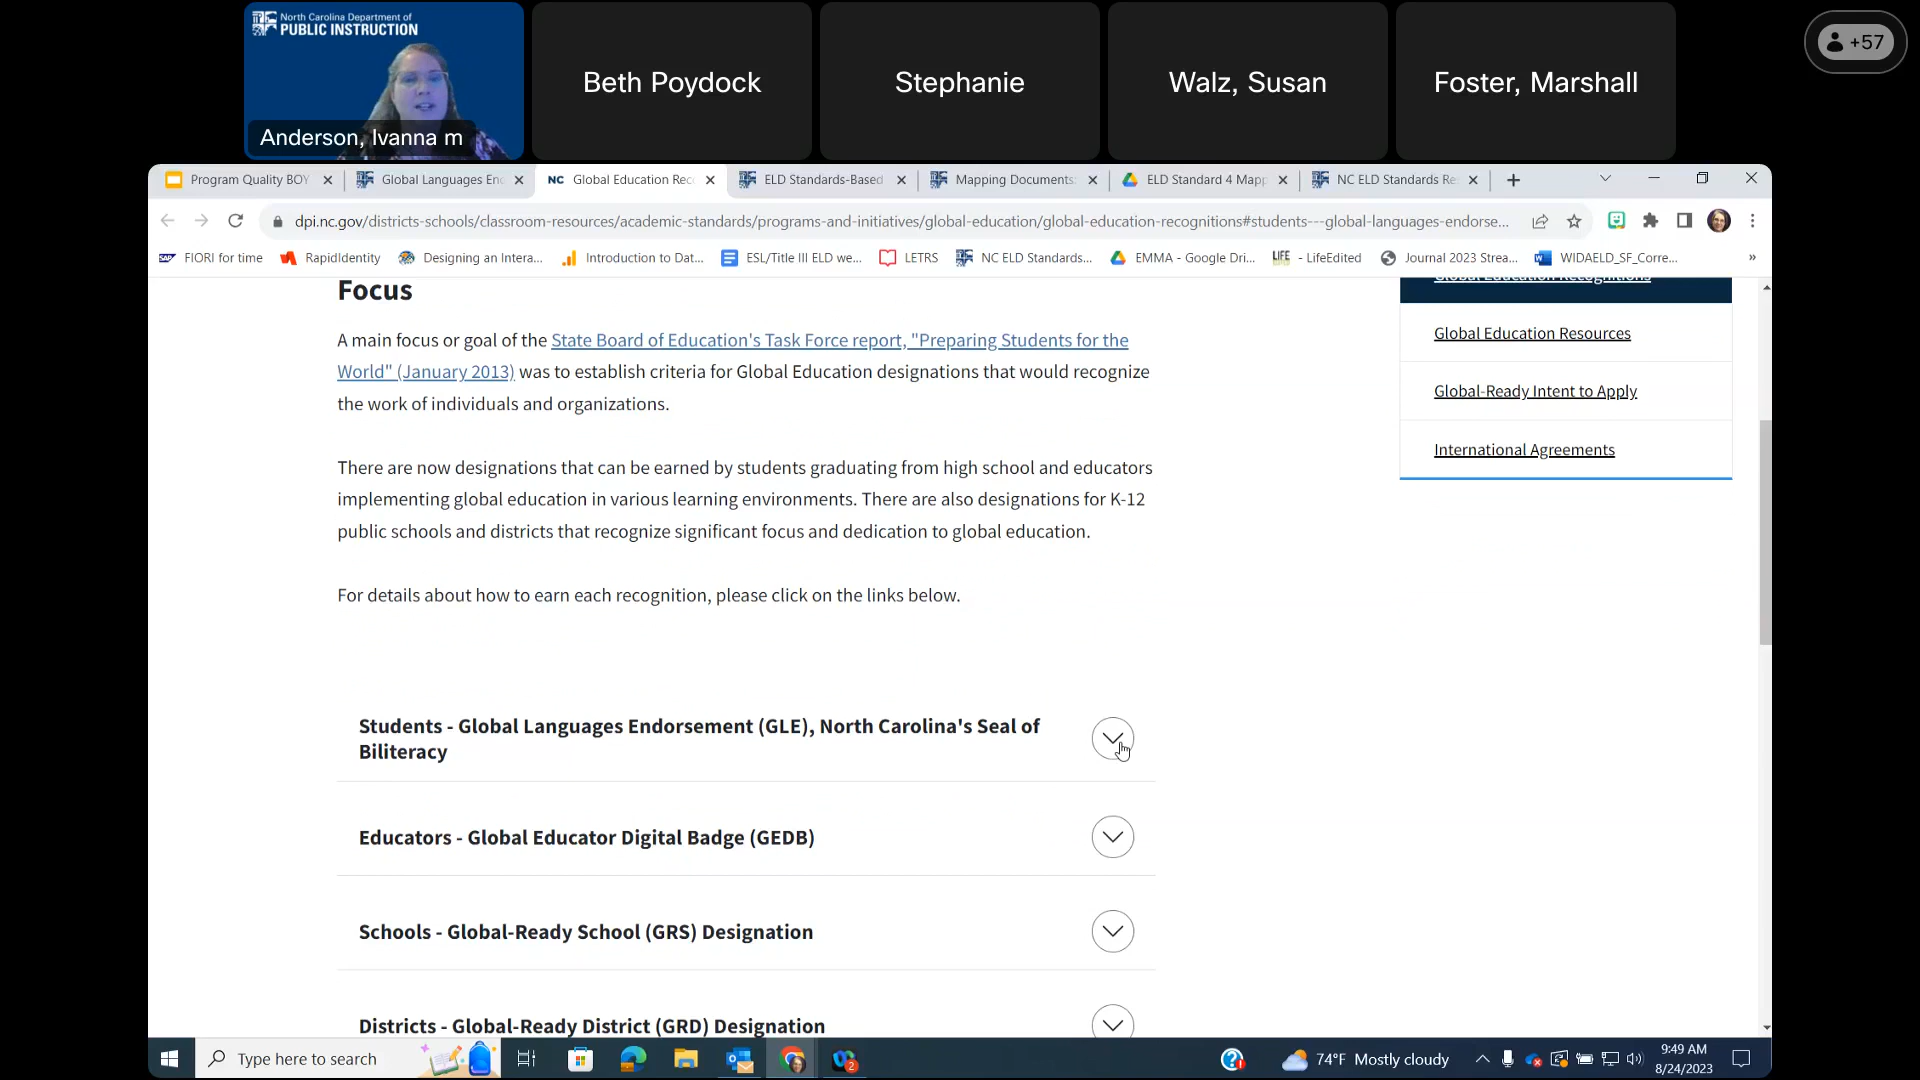 North Carolina Department of
PUBLIC INSTRUCTION
Anderson, Ivanna m
Beth Poydock
Stephanie
Walz, Susan
Foster, Marshall
+57
Program Quality BOY
Global Languages En
NC Global Education Rec
ELD Standards-Based
Mapping Documents:
ELD Standard 4 Mapp
NC ELD Standards Re
dpi.nc.gov/districts-schools/classroom-resources/academic-standards/programs-and-initiatives/global-education/global-education-recognitions#students---global-languages-endorse...
SAP FIORI for time
RapidIdentity
Designing an Intera...
Introduction to Dat...
ESL/Title III ELD we...
LETRS
NC ELD Standards...
EMMA - Google Dri...
LIFE - LifeEdited
Journal 2023 Strea...
WIDAELD_SF_Corre...
»
Focus
A main focus or goal of the State Board of Education's Task Force report, "Preparing Students for the
World" (January 2013) was to establish criteria for Global Education designations that would recognize
the work of individuals and organizations.
There are now designations that can be earned by students graduating from high school and educators
implementing global education in various learning environments. There are also designations for K-12
public schools and districts that recognize significant focus and dedication to global education.
For details about how to earn each recognition, please click on the links below.
Students - Global Languages Endorsement (GLE), North Carolina's Seal of
Biliteracy
Educators - Global Educator Digital Badge (GEDB)
Schools - Global-Ready School (GRS) Designation
Districts - Global-Ready District (GRD) Designation
Global Education Recognitions
Global Education Resources
Global-Ready Intent to Apply
International Agreements
Type here to search
2
74°F Mostly cloudy
9:49 AM
8/24/2023